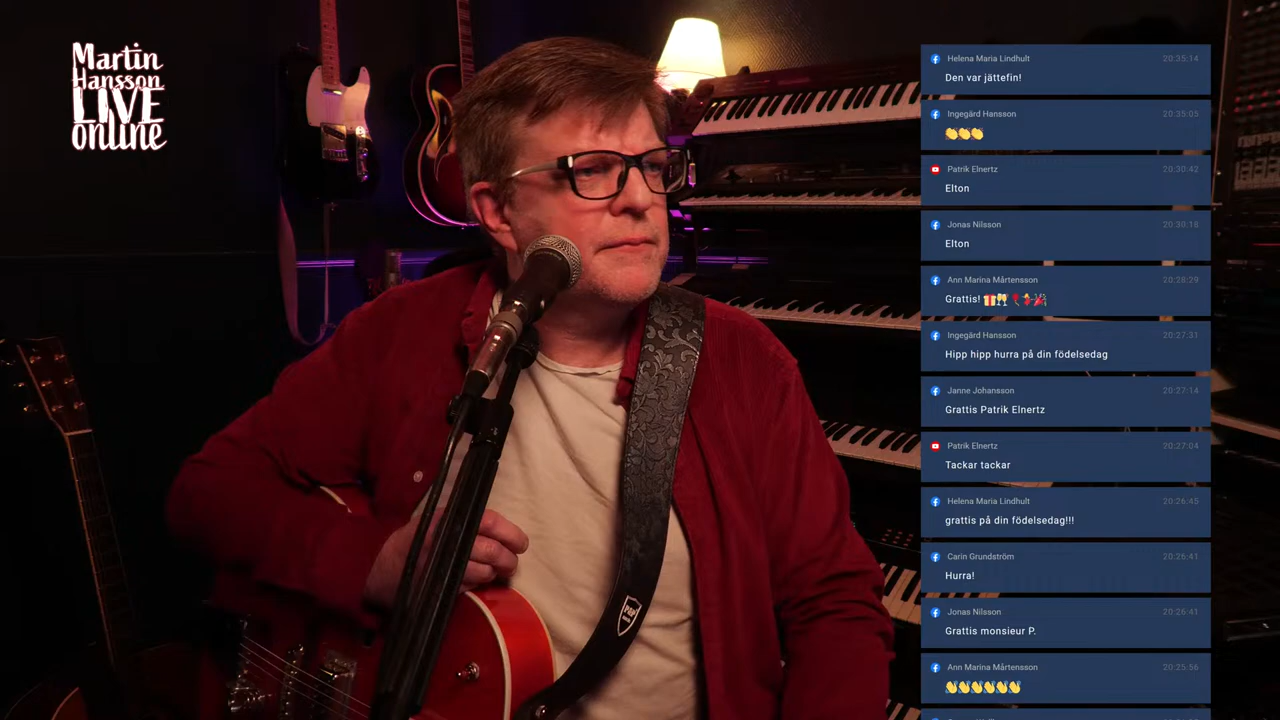 Martin
Hansson
LIVE
online
Helena Maria Lindhult 20:35:14
Den var jättefin!
Ingegärd Hansson 20:35:05
👏👏👏
Patrik Elnertz 20:30:42
Elton
Jonas Nilsson 20:30:18
Elton
Ann Marina Mårtensson 20:28:29
Grattis! 🎁🥂🌹💃🎉
Ingegärd Hansson 20:27:31
Hipp hipp hurra på din födelsedag
Janne Johansson 20:27:14
Grattis Patrik Elnertz
Patrik Elnertz 20:27:04
Tackar tackar
Helena Maria Lindhult 20:26:45
grattis på din födelsedag!!!
Carin Grundström 20:26:41
Hurra!
Jonas Nilsson 20:26:41
Grattis monsieur P.
Ann Marina Mårtensson 20:25:56
👏👏👏👏👏👏